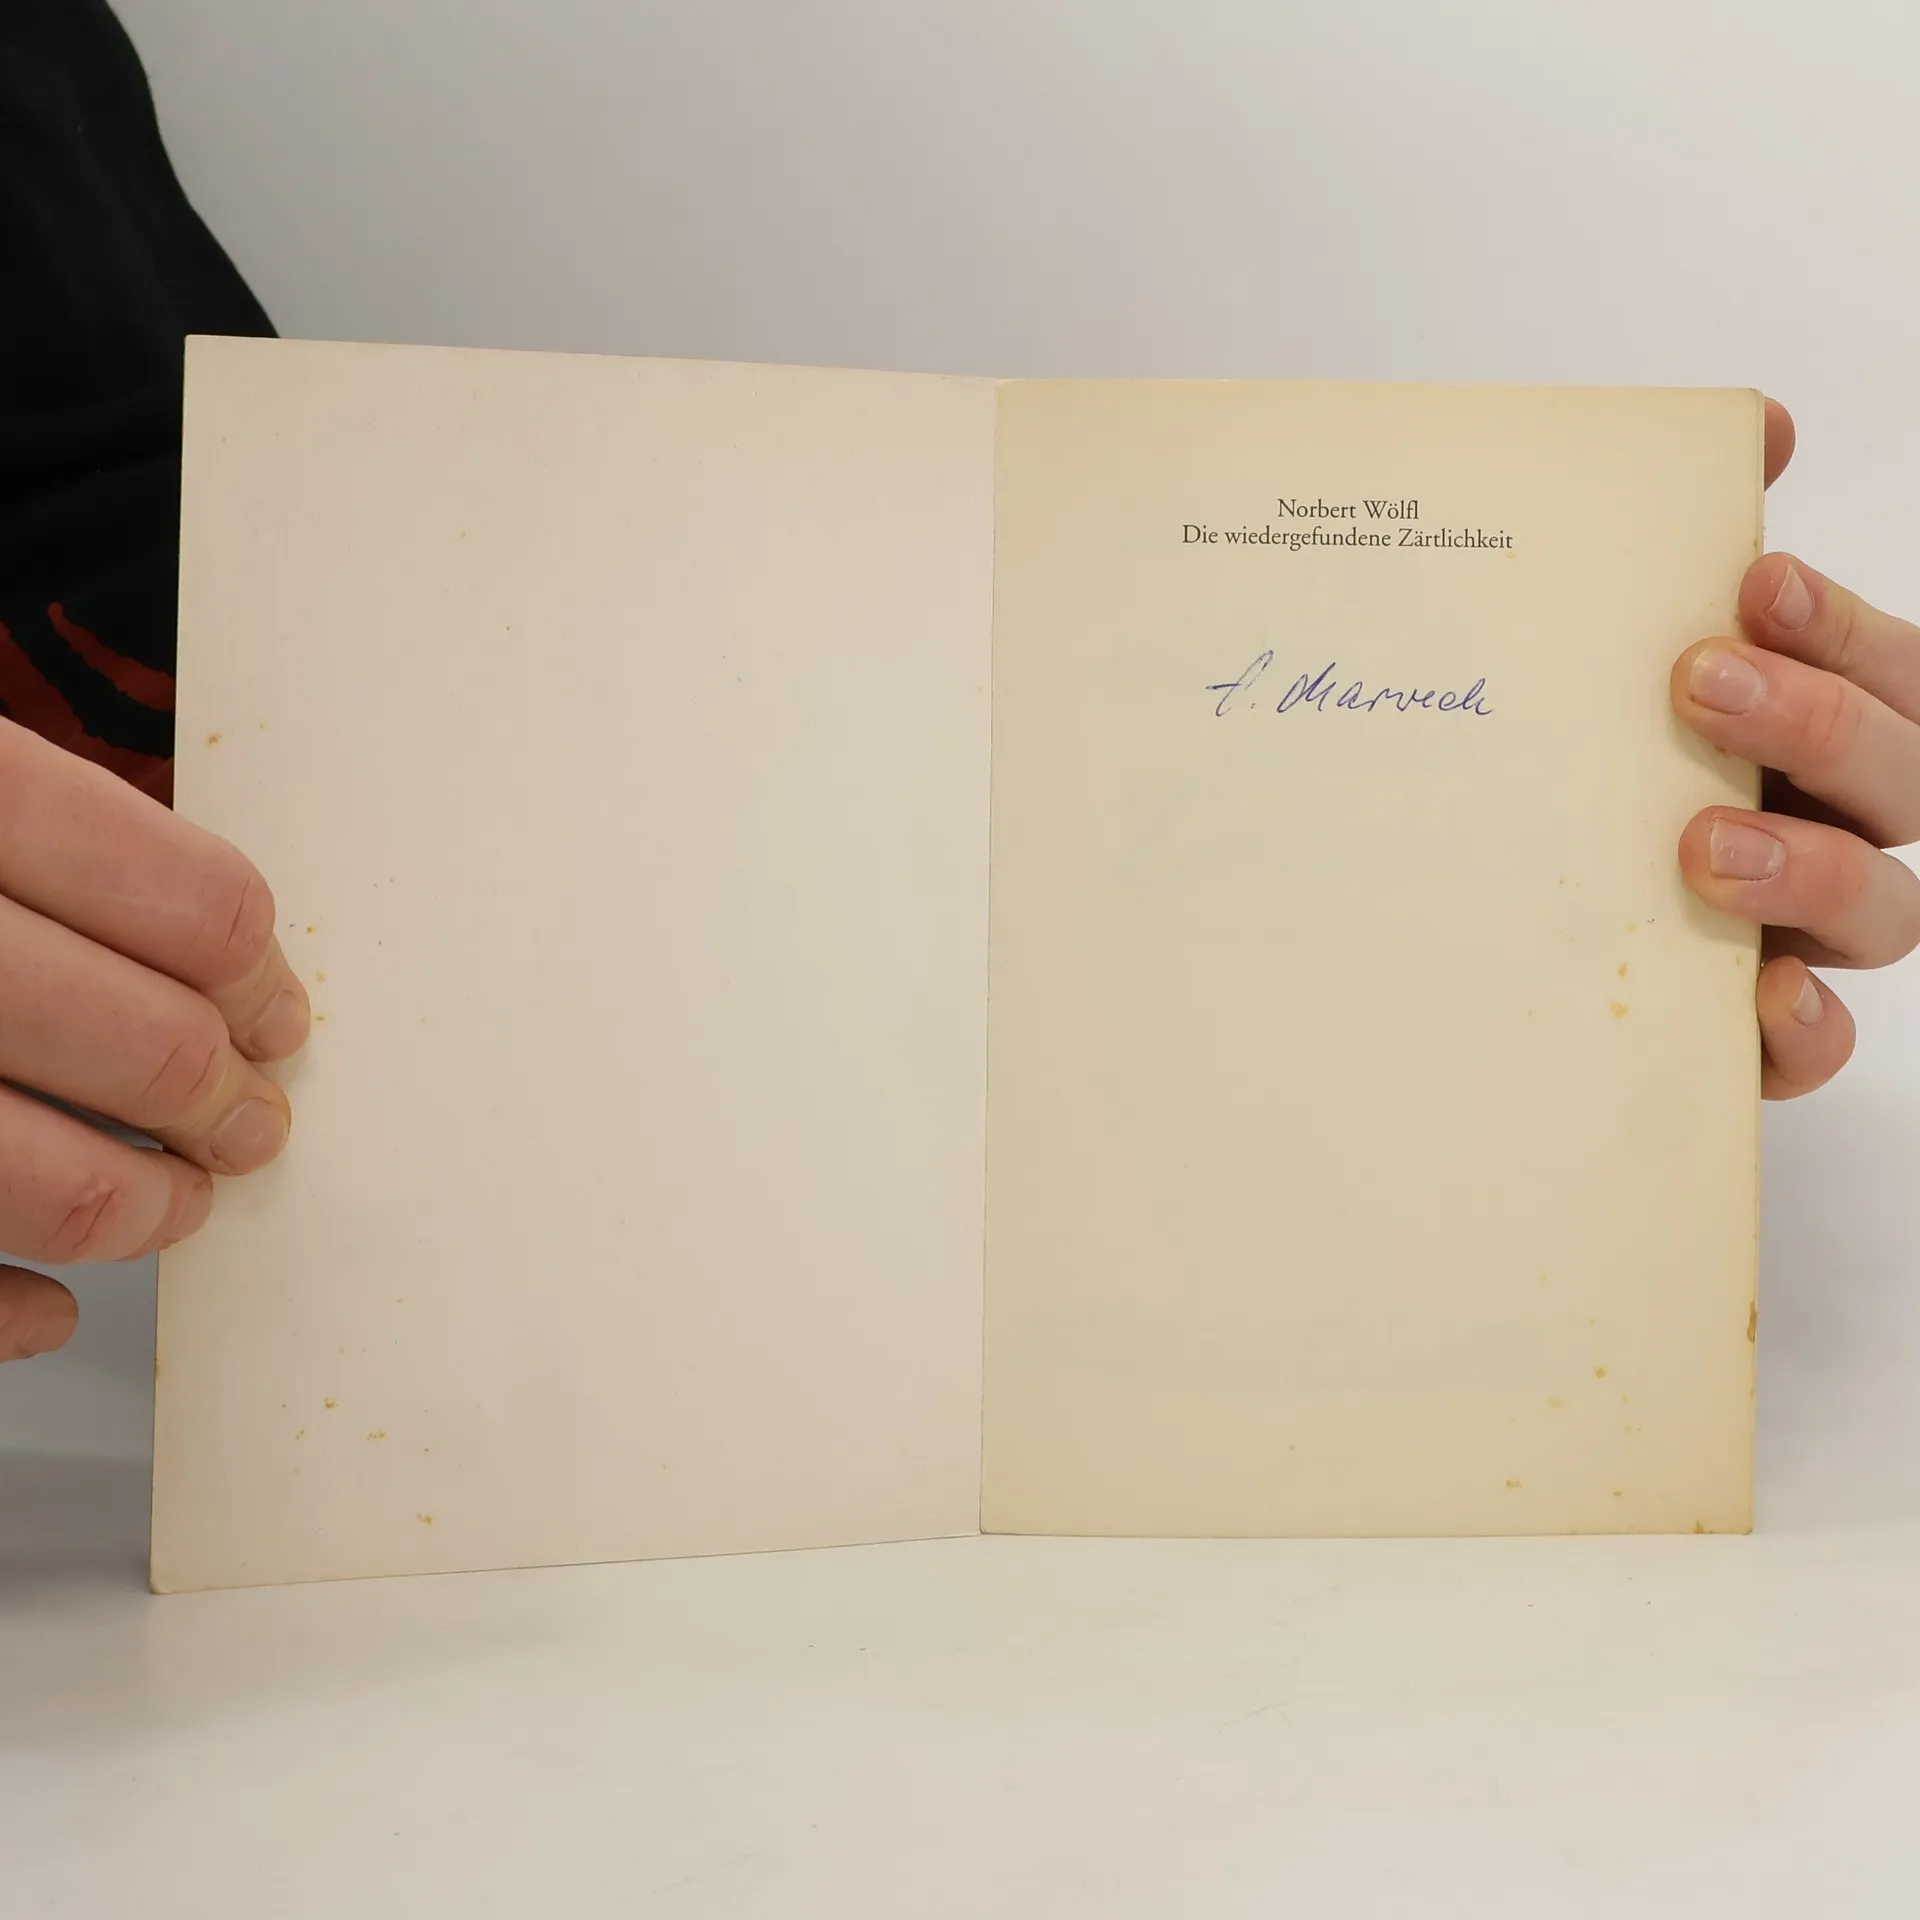 Norbert Wölfl
Die wiedergefundene Zärtlichkeit